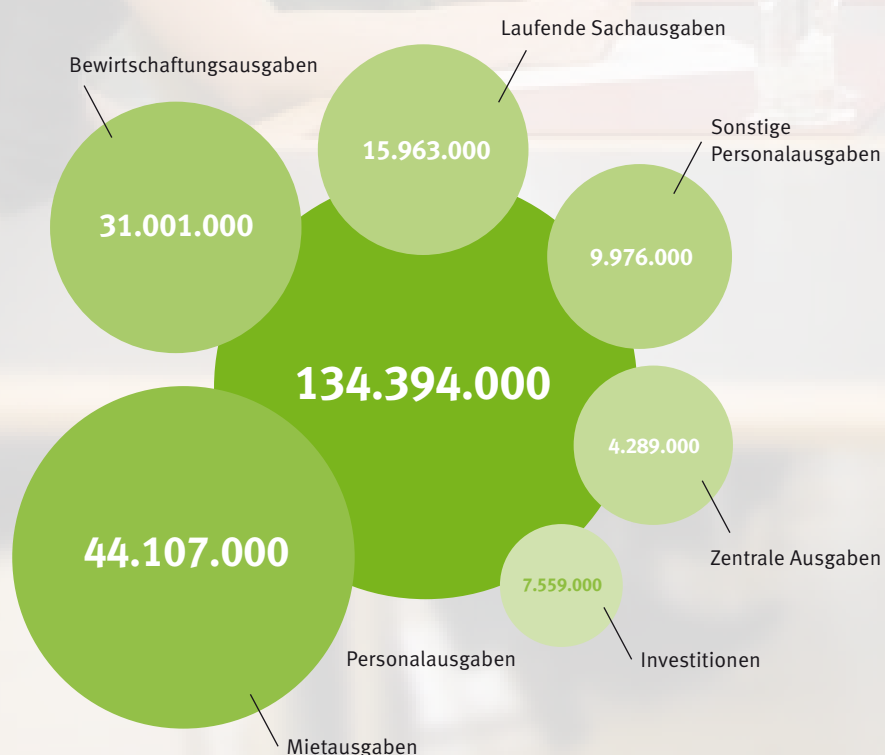 Laufende Sachausgaben
Bewirtschaftungsausgaben
Sonstige
Personalausgaben
15.963.000
31.001.000
9.976.000
134.394.000
4.289.000
44.107.000
Zentrale Ausgaben
7.559.000
Personalausgaben
Investitionen
Mietausgaben